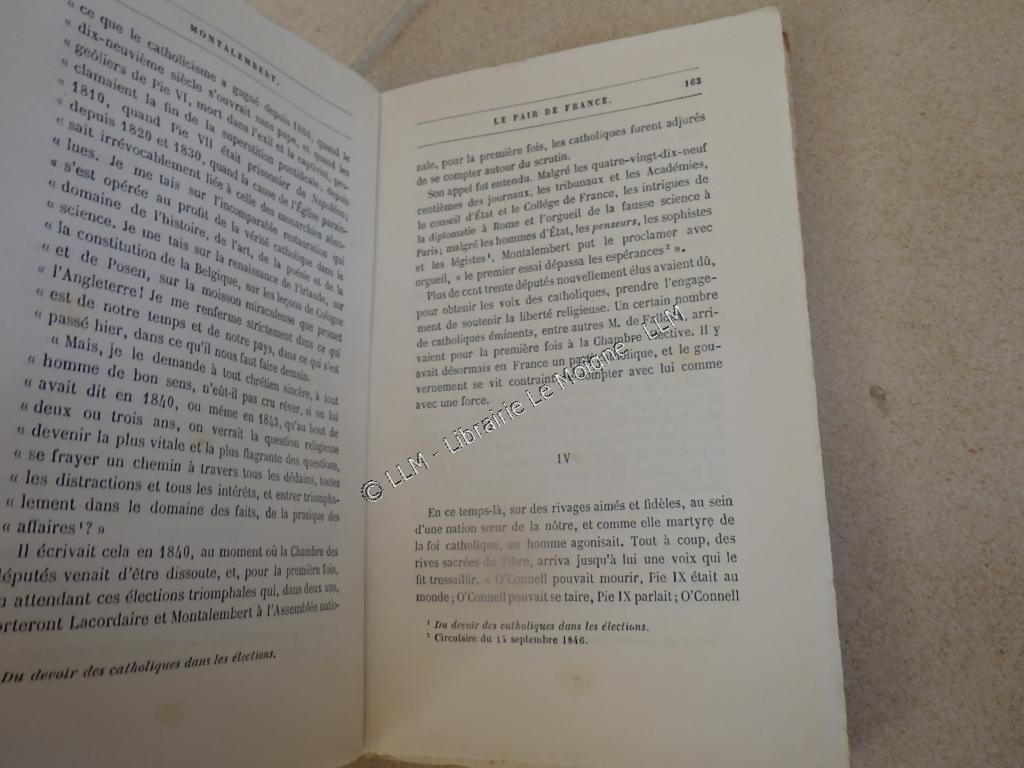 MONTALEMBERT.
« ce que le catholicisme a gagné depuis 1800, quand le
« dix-neuvième siècle s'ouvrait sans pape, et quand les
« geôliers de Pie VI, mort dans l'exil et la captivité, pro-
« clamaient la fin de la superstition pontificale; depuis
« 1810, quand Pie VII était prisonnier de Napoléon;
« depuis 1820 et 1830, quand la cause de l'Église parais-
« sait irrévocablement liée à celle des monarchies abso-
« lues. Je me tais sur l'incomparable restauration qui
« s'est opérée au profit de la vérité catholique dans le
« domaine de l'histoire, de l'art, de la poésie et de la
« science. Je me tais sur la renaissance de l'Irlande, sur
« la constitution de la Belgique, sur les leçons de Cologne
« et de Posen, sur la moisson miraculeuse que promet
« l'Angleterre! Je me renferme strictement dans ce qui
« est de notre temps et de notre pays, dans ce qui s'est
« passé hier, dans ce qu'il nous faut faire demain.
« Mais, je le demande à tout chrétien sincère, à tout
« homme de bon sens, n'eût-il pas cru rêver, si on lui
« avait dit en 1840, ou même en 1843, qu'au bout de
« deux ou trois ans, on verrait la question religieuse
« devenir la plus vitale et la plus flagrante des questions,
« se frayer un chemin à travers tous les dédains, toutes
« les distractions et tous les intérêts, et entrer triompha-
« lement dans le domaine des faits, de la pratique des
« affaires¹? »
Il écrivait cela en 1840, au moment où la Chambre des
députés venait d'être dissoute, et, pour la première fois,
attendant ces élections triomphales qui, dans deux ans,
orteront Lacordaire et Montalembert à l'Assemblée natio-
Du devoir des catholiques dans les élections.
LE PAIR DE FRANCE. 163
nale, pour la première fois, les catholiques furent adjurés
de se compter autour du scrutin.
Son appel fut entendu. Malgré les quatre-vingt-dix-neuf
centièmes des journaux, les tribunaux et les Académies,
le conseil d'État et le Collége de France, les intrigues de
la diplomatie à Rome et l'orgueil de la fausse science à
Paris; malgré les hommes d'État, les penseurs, les sophistes
et les légistes¹, Montalembert put le proclamer avec
orgueil, « le premier essai dépassa les espérances² ».
Plus de cent trente députés nouvellement élus avaient dû,
pour obtenir les voix des catholiques, prendre l'engage-
ment de soutenir la liberté religieuse. Un certain nombre
de catholiques éminents, entre autres M. de Falloux, arri-
vaient pour la première fois à la Chambre élective. Il y
avait désormais en France un parti catholique, et le gou-
vernement se vit contraint de compter avec lui comme
avec une force.
IV
En ce temps-là, sur des rivages aimés et fidèles, au sein
d'une nation sœur de la nôtre, et comme elle martyre de
la foi catholique, un homme agonisait. Tout à coup, des
rives sacrées du Tibre, arriva jusqu'à lui une voix qui le
fit tressaillir. « O'Connell pouvait mourir, Pie IX était au
monde; O'Connell pouvait se taire, Pie IX parlait; O'Connell
¹ Du devoir des catholiques dans les élections.
² Circulaire du 14 septembre 1846.
© LLM - Librairie Le Moigne - LLM